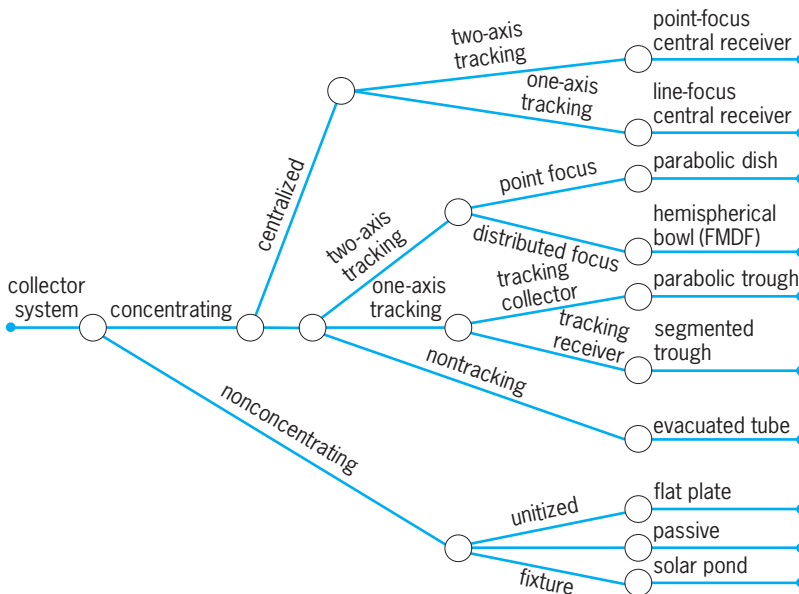 two-axis
tracking
point-focus
central receiver
one-axis
tracking
line-focus
central receiver
centralized
point focus
parabolic dish
two-axis
tracking
distributed focus
hemispherical
bowl (FMDF)
collector
system
concentrating
one-axis
tracking
tracking
collector
parabolic trough
tracking
receiver
segmented
trough
nontracking
evacuated tube
nonconcentrating
unitized
flat plate
passive
fixture
solar pond